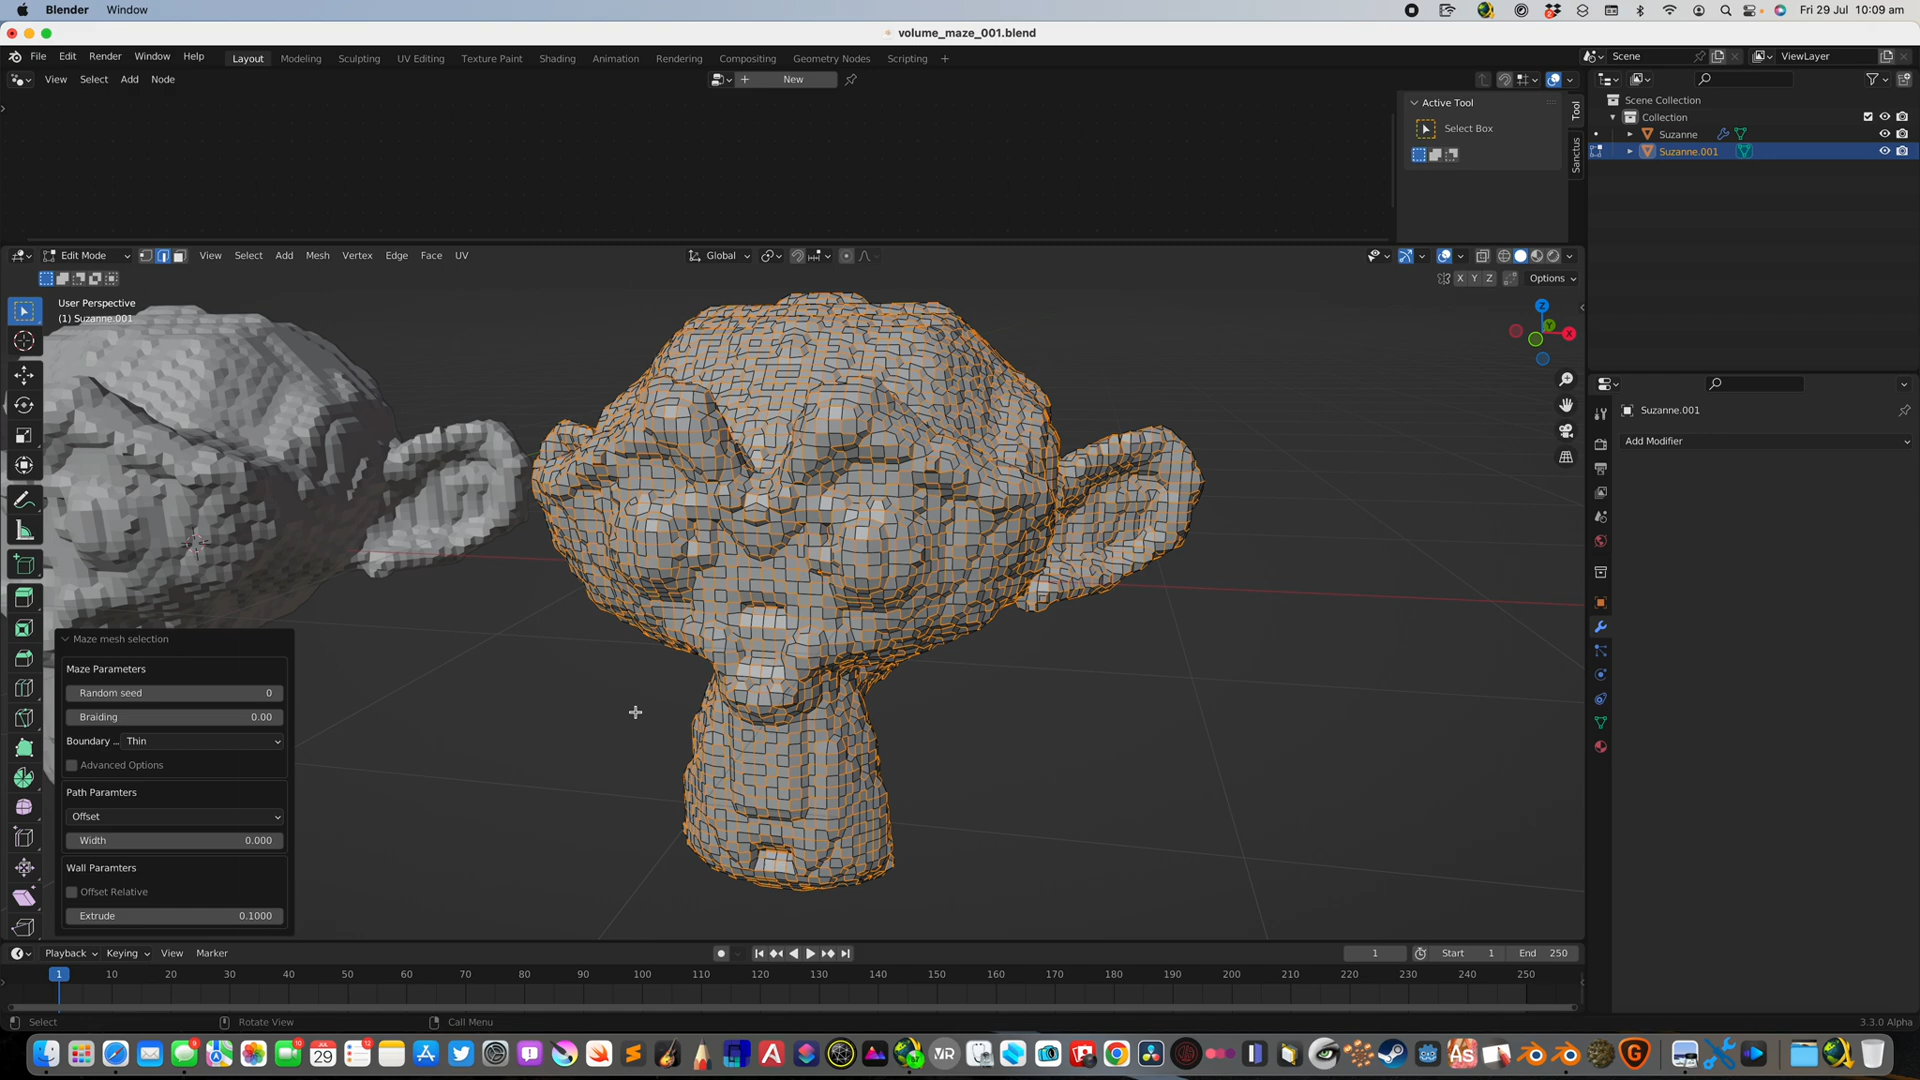 Blender Window Fri 29 Jul 10:09 am
volume_maze_001.blend
File Edit Render Window Help Layout Modeling Sculpting UV Editing Texture Paint Shading Animation Rendering Compositing Geometry Nodes Scripting + Scene ViewLayer
View Select Add Node + New
Active Tool
Select Box
Tool
Sanctus
Scene Collection
Collection
Suzanne
Suzanne.001
Edit Mode View Select Add Mesh Vertex Edge Face UV Global
X Y Z Options
User Perspective
(1) Suzanne.001
Z
Y
X
Suzanne.001
Add Modifier
Maze mesh selection
Maze Parameters
Random seed 0
Braiding 0.00
Boundary ... Thin
Advanced Options
Path Paramters
Offset
Width 0.000
Wall Paramters
Offset Relative
Extrude 0.1000
Playback Keying View Marker 1 Start 1 End 250
1 10 20 30 40 50 60 70 80 90 100 110 120 130 140 150 160 170 180 190 200 210 220 230 240 250
Select Rotate View Call Menu 3.3.0 Alpha